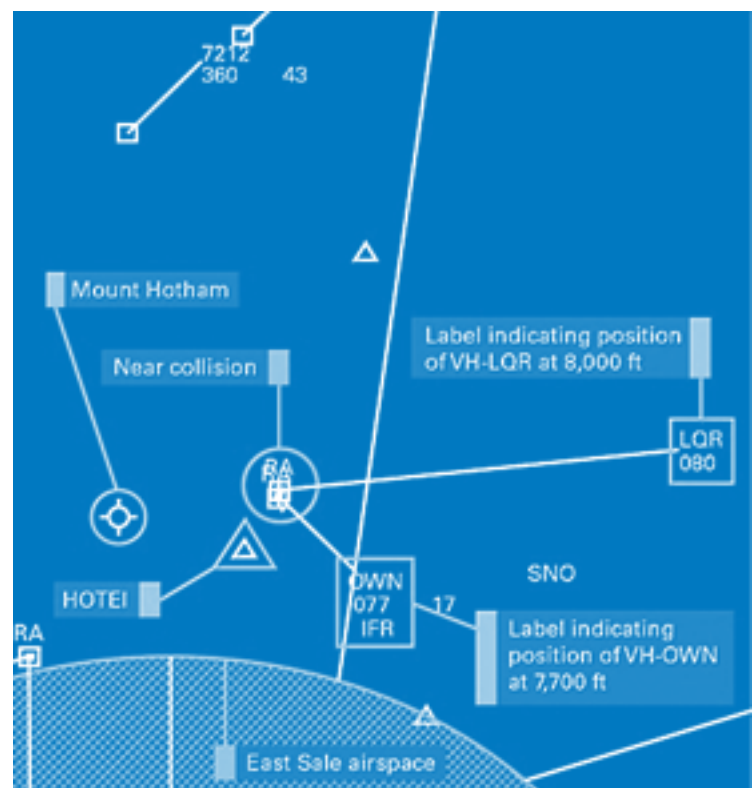 7212
360 43
Mount Hotham
Label indicating position
of VH-LQR at 8,000 ft
Near collision
LQR
080
RA
OWN
077
IFR
17
SNO
HOTEI
Label indicating
position of VH-OWN
at 7,700 ft
RA
East Sale airspace